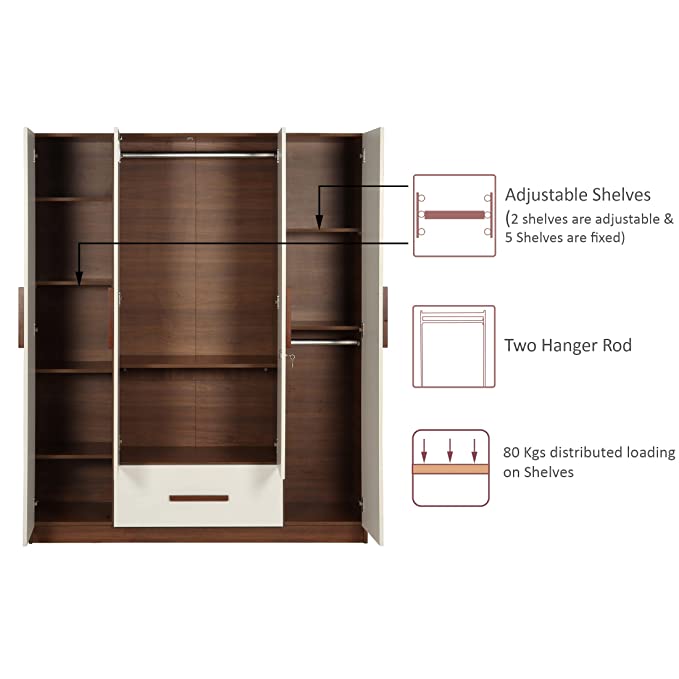 Adjustable Shelves
(2 shelves are adjustable &
5 Shelves are fixed)
Two Hanger Rod
80 Kgs distributed loading
on Shelves